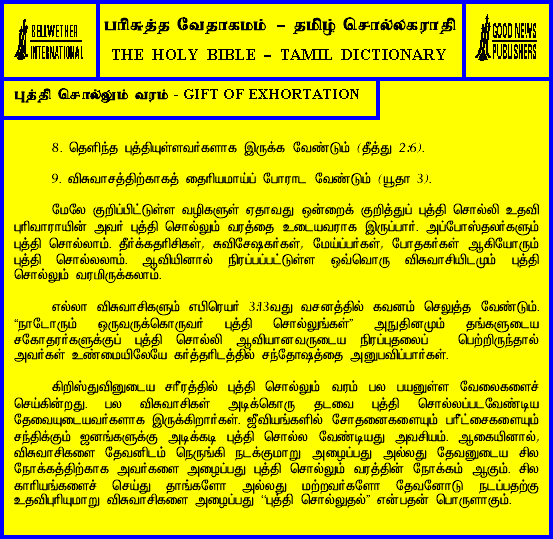 BELLWETHER
INTERNATIONAL
பரிசுத்த வேதாகமம் – தமிழ் சொல்லகராதி
THE HOLY BIBLE – TAMIL DICTIONARY
GOOD NEWS
PUBLISHERS
புத்தி சொல்லும் வரம் - GIFT OF EXHORTATION
8. தெளிந்த புத்தியுள்ளவர்களாக இருக்க வேண்டும் (தீத்து 2:6).
9. விசுவாசத்திற்காகத் தைரியமாய்ப் போராட வேண்டும் (யூதா 3).
மேலே குறிப்பிட்டுள்ள வழிகளுள் ஏதாவது ஒன்றைக் குறித்துப் புத்தி சொல்லி உதவி
புரிவாராயின் அவர் புத்தி சொல்லும் வரத்தை உடையவராக இருப்பார். அப்போஸ்தலர்களும்
புத்தி சொல்லாம். தீர்க்கதரிசிகள், சுவிசேஷகர்கள், மேய்ப்பர்கள், போதகர்கள் ஆகியோரும்
புத்தி சொல்லலாம். ஆவியினால் நிரப்பப்பட்டுள்ள ஒவ்வொரு விசுவாசியிடமும் புத்தி
சொல்லும் வரமிருக்கலாம்.
எல்லா விசுவாசிகளும் எபிரெயர் 3:13வது வசனத்தில் கவனம் செலுத்த வேண்டும்.
“நாடோரும் ஒருவருக்கொருவர் புத்தி சொல்லுங்கள்” அநுதினமும் தங்களுடைய
சகோதரர்களுக்குப் புத்தி சொல்லி ஆவியானவருடைய நிரப்புதலைப் பெற்றிருந்தால்
அவர்கள் உண்மையிலேயே கர்த்தரிடத்தில் சந்தோஷத்தை அனுபவிப்பார்கள்.
கிறிஸ்துவினுடைய சரீரத்தில் புத்தி சொல்லும் வரம் பல பயனுள்ள வேலைகளைச்
செய்கின்றது. பல விசுவாசிகள் அடிக்கொரு தடவை புத்தி சொல்லப்படவேண்டிய
தேவையுடையவர்களாக இருக்கிறார்கள். ஜீவியங்களில் சோதனைகளையும் பரீட்சைகளையும்
சந்திக்கும் ஜனங்களுக்கு அடிக்கடி புத்தி சொல்ல வேண்டியது அவசியம். ஆகையினால்,
விசுவாசிகளை தேவனிடம் நெருங்கி நடக்குமாறு அழைப்பது அல்லது தேவனுடைய சில
நோக்கத்திற்காக அவர்களை அழைப்பது புத்தி சொல்லும் வரத்தின் நோக்கம் ஆகும். சில
காரியங்களைச் செய்து தாங்களோ அல்லது மற்றவர்களோ தேவனோடு நடப்பதற்கு
உதவிபுரியுமாறு விசுவாசிகளை அழைப்பது “புத்தி சொல்லுதல்” என்பதன் பொருளாகும்.